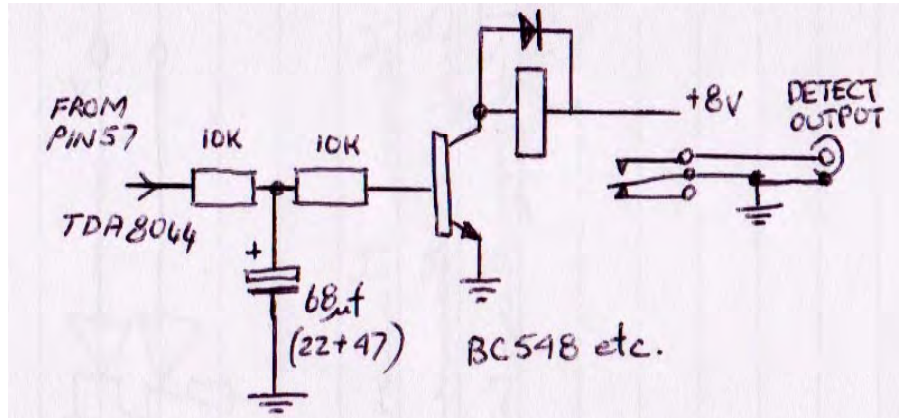 FROM
PIN57
TDA8044
10K
10K
+
68µf
(22+47)
BC548 etc.
+8V
DETECT
OUTPUT